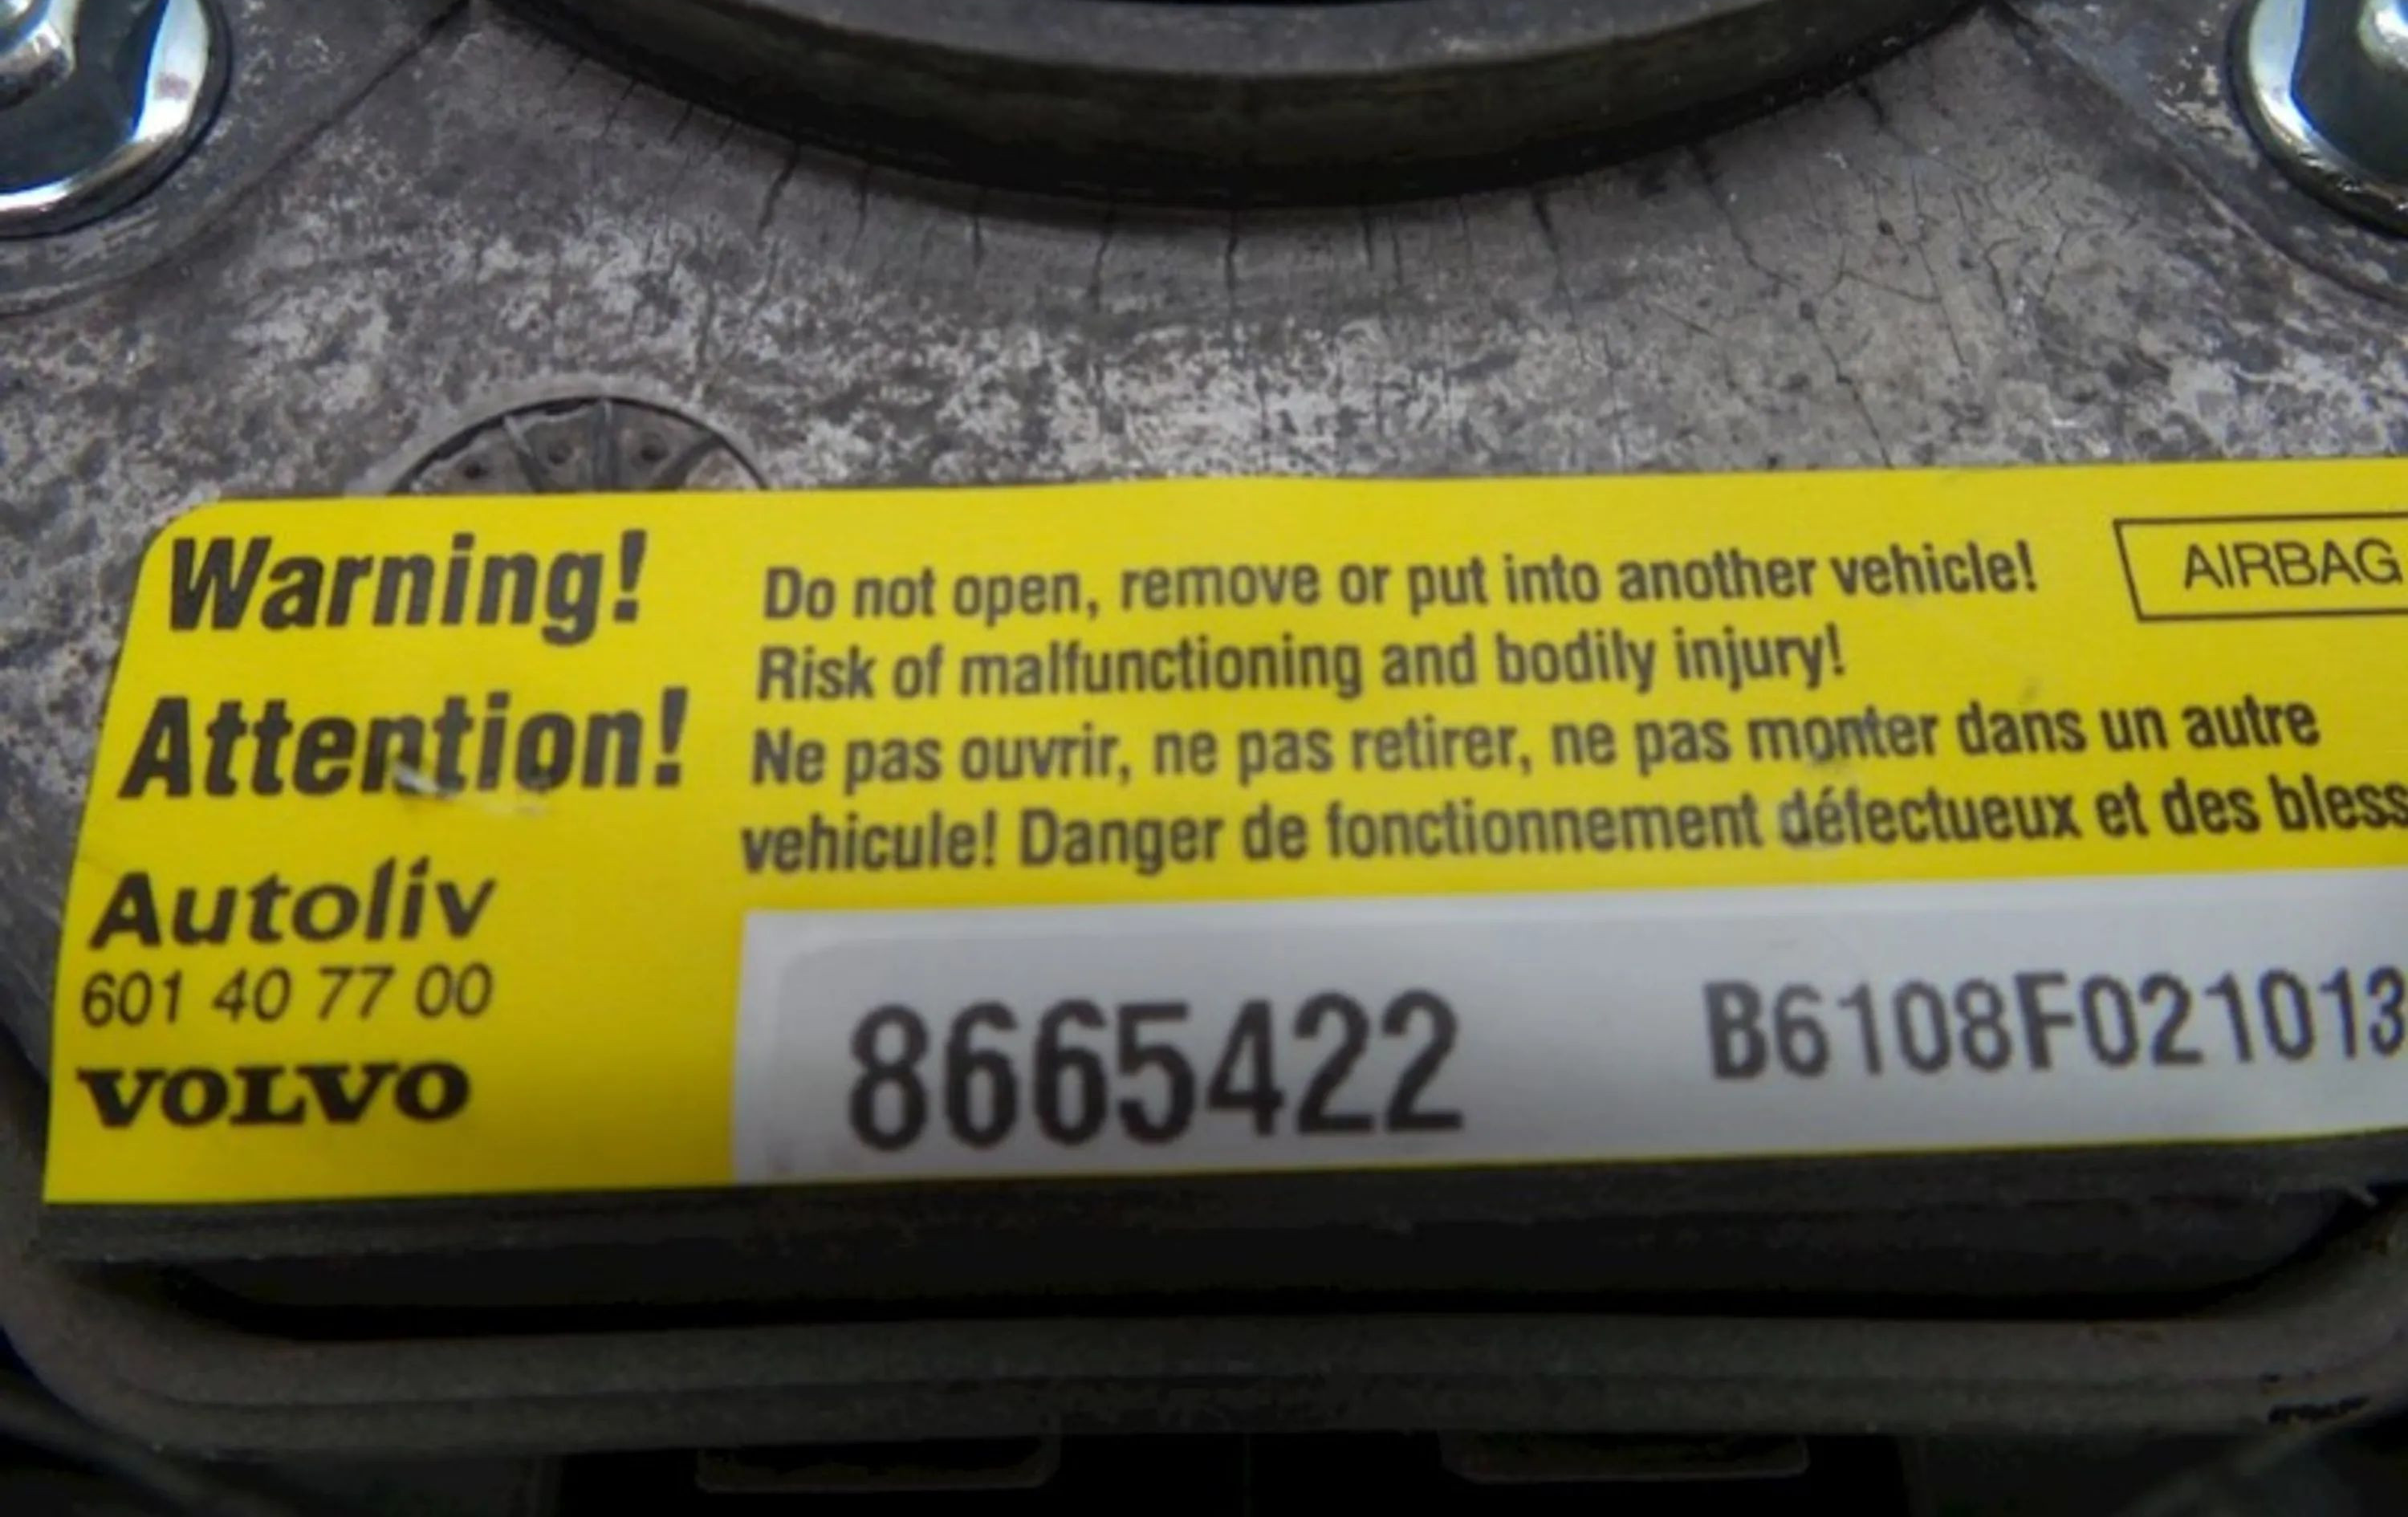 Warning!
Attention!
Autoliv
601 40 77 00
VOLVO
Do not open, remove or put into another vehicle!
Risk of malfunctioning and bodily injury!
Ne pas ouvrir, ne pas retirer, ne pas monter dans un autre
vehicule! Danger de fonctionnement défectueux et des bless
AIRBAG
8665422
B6108F021013